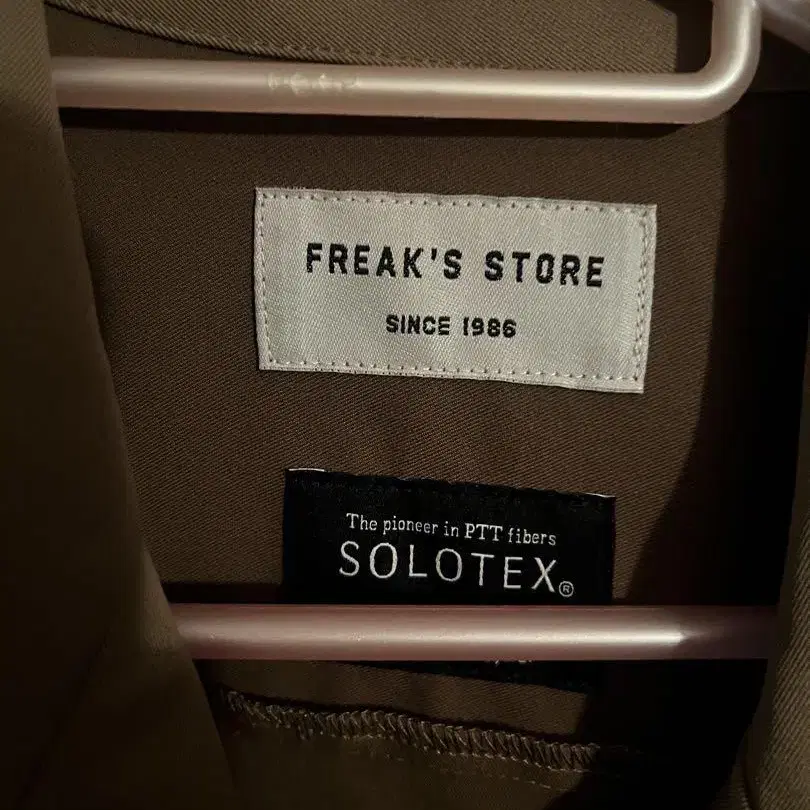 FREAK'S STORE
SINCE 1986
The pioneer in PTT fibers
SOLOTEX®